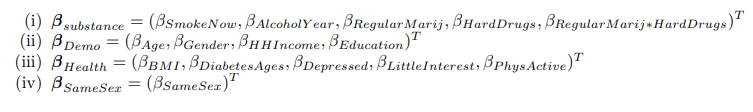 (i) β_substance = (β_SmokeNow, β_AlcoholYear, β_RegularMarij, β_HardDrugs, β_RegularMarij*HardDrugs)^T
(ii) β_Demo = (β_Age, β_Gender, β_HHIncome, β_Education)^T
(iii) β_Health = (β_BMI, β_DiabetesAges, β_Depressed, β_LittleInterest, β_PhysActive)^T
(iv) β_SameSex = (β_SameSex)^T